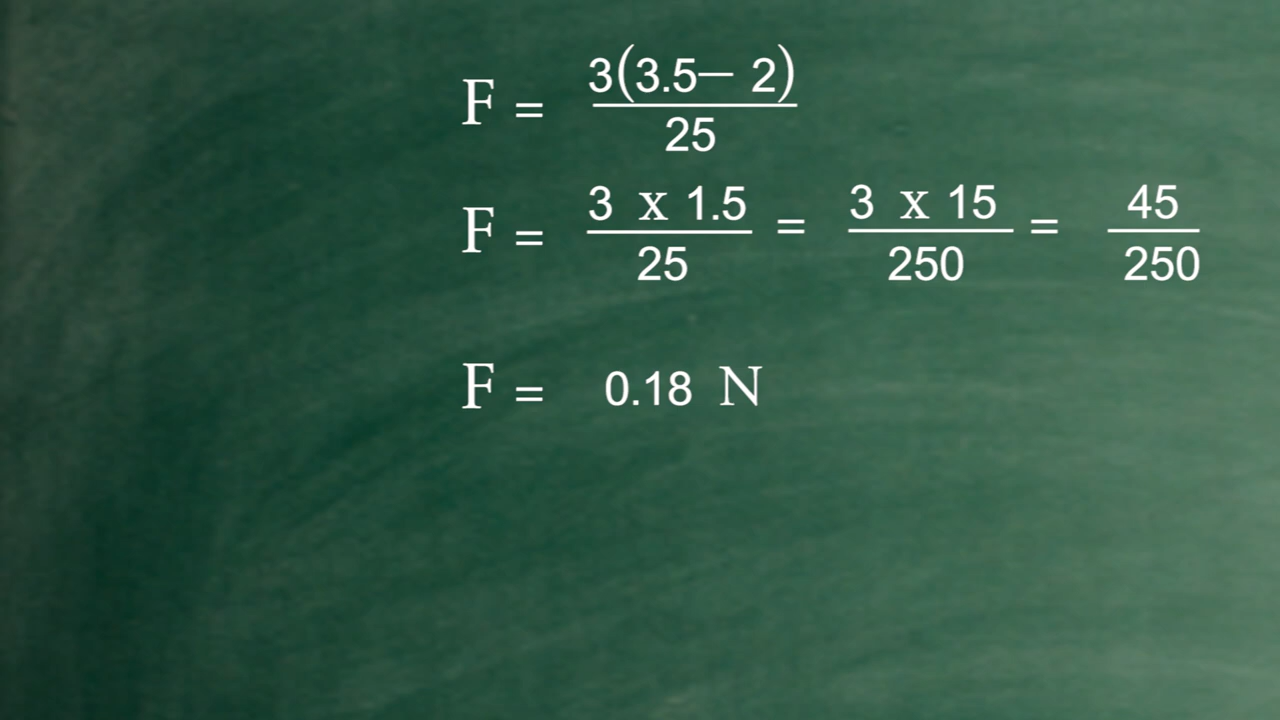 F = 3(3.5– 2) / 25
F = 3 x 1.5 / 25 = 3 x 15 / 250 = 45 / 250
F = 0.18 N